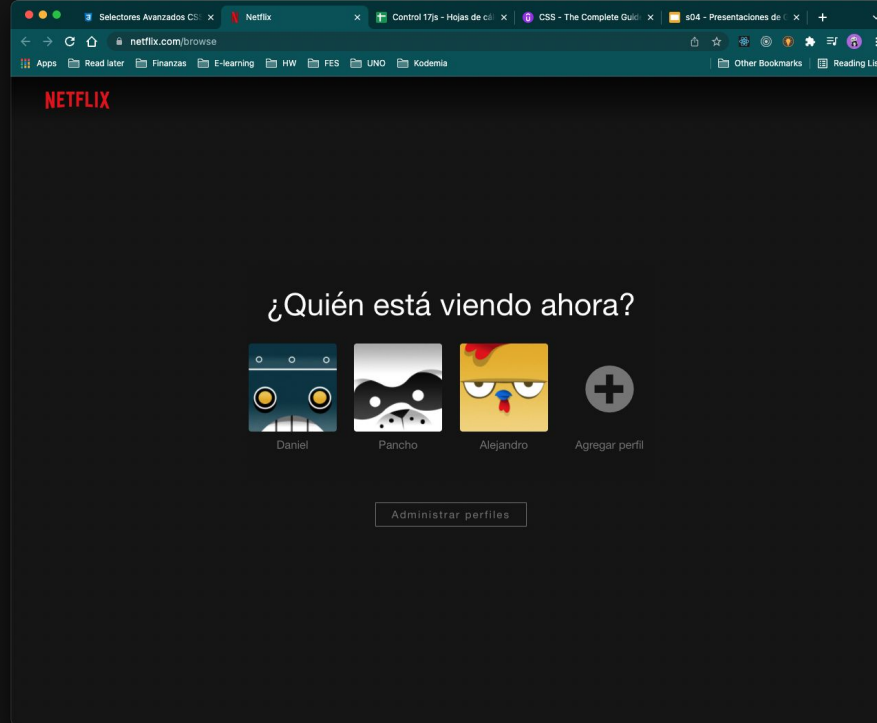 Selectores Avanzados CS
Netflix
Control 17js - Hojas de cál
CSS - The Complete Guid
s04 - Presentaciones de
netflix.com/browse
Apps Read later Finanzas E-learning HW FES UNO Kodemia Other Bookmarks Reading Lis
NETFLIX
¿Quién está viendo ahora?
Daniel Pancho Alejandro Agregar perfil
Administrar perfiles